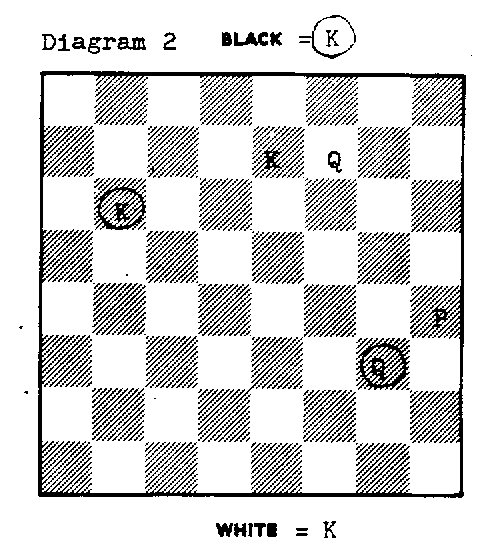 Diagram 2 BLACK = K
K Q
K
P
Q
WHITE = K